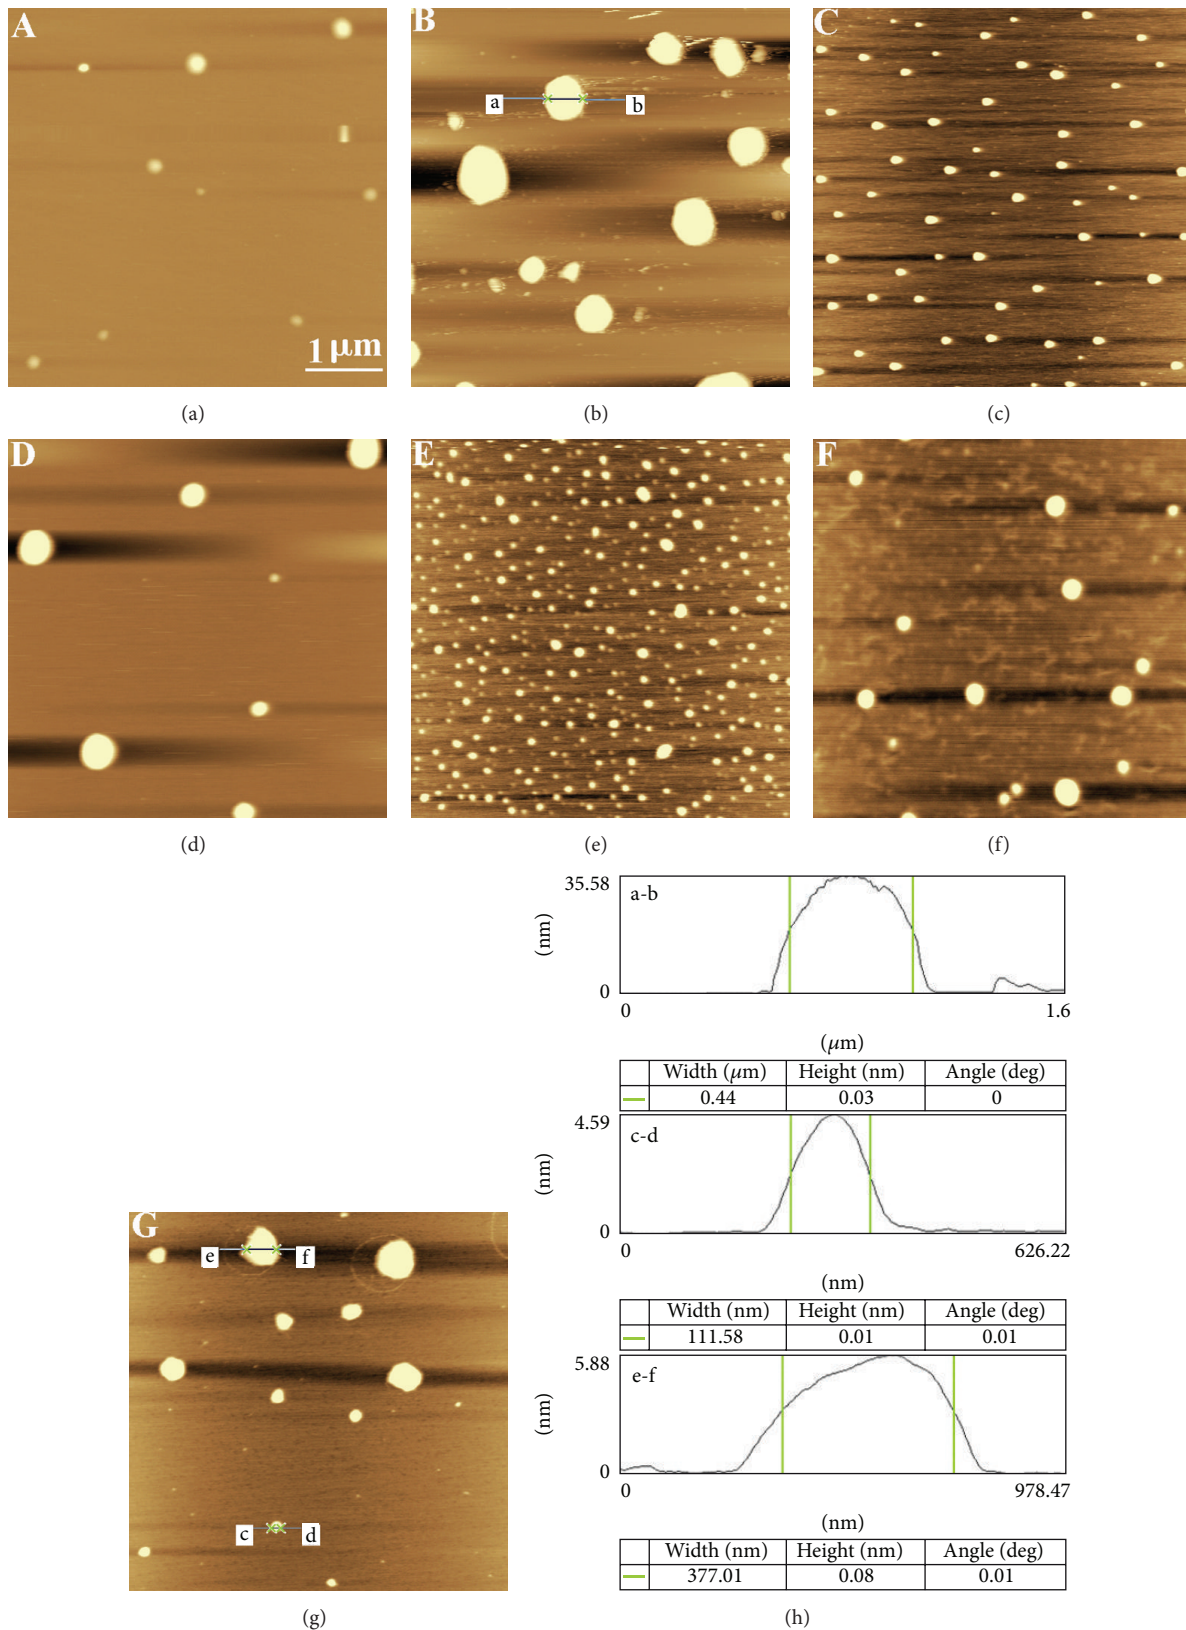 A
1 μm
(a)
B
a
b
(b)
C
(c)
D
(d)
E
(e)
F
(f)
G
e
f
c
d
(g)
35.58
a-b
(nm)
0
0
1.6
(μm)
Width (μm) Height (nm) Angle (deg)
0.44 0.03 0
4.59
c-d
(nm)
0
0
626.22
(nm)
Width (nm) Height (nm) Angle (deg)
111.58 0.01 0.01
5.88
e-f
(nm)
0
0
978.47
(nm)
Width (nm) Height (nm) Angle (deg)
377.01 0.08 0.01
(h)